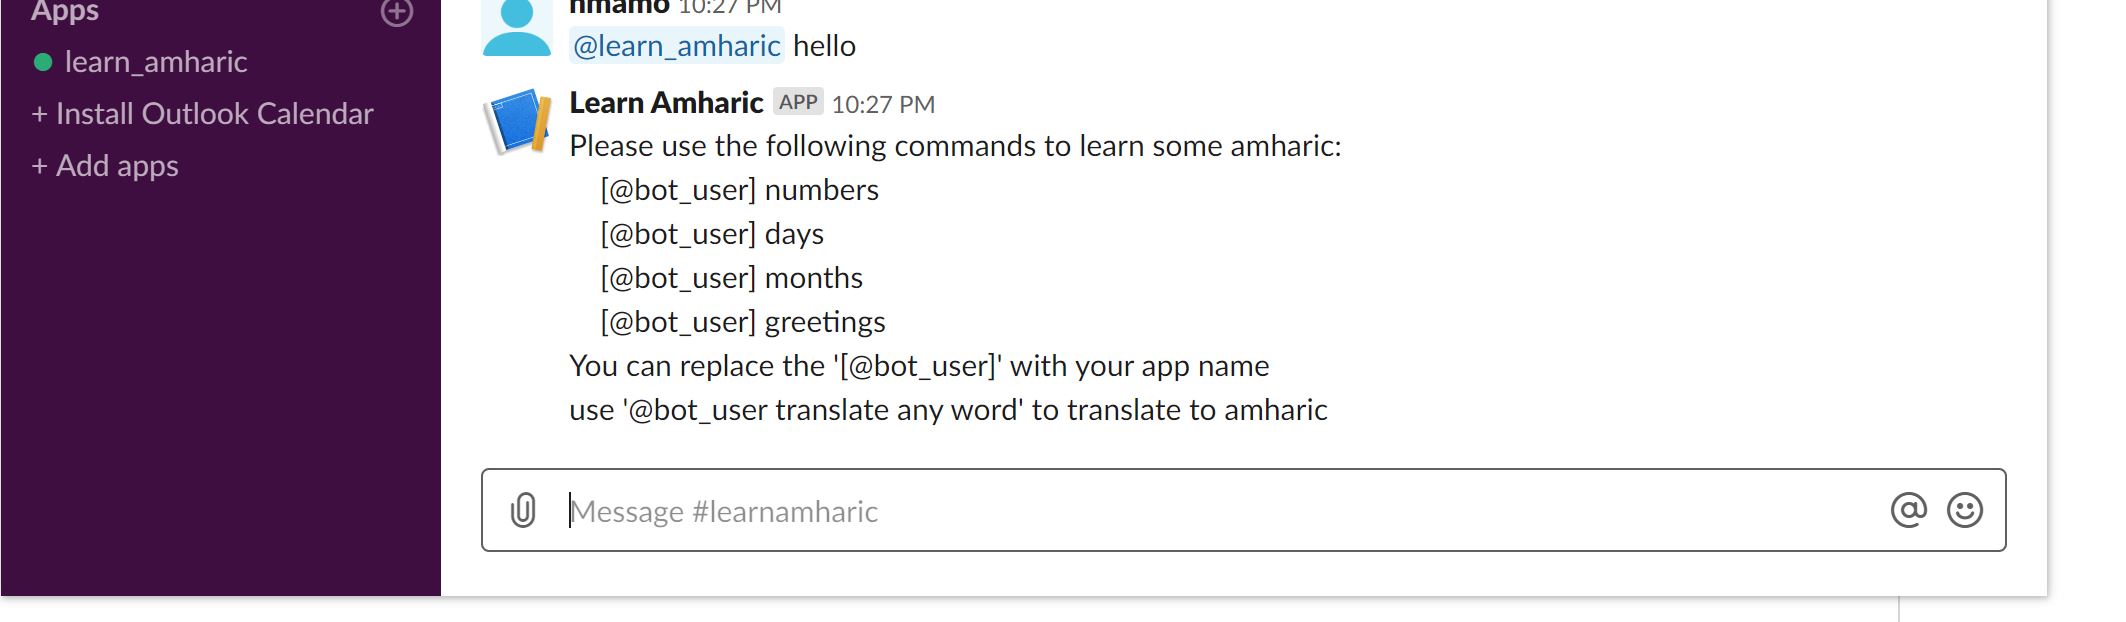 Apps
learn_amharic
+ Install Outlook Calendar
+ Add apps
hmamo 10:27 PM
@learn_amharic hello
Learn Amharic APP 10:27 PM
Please use the following commands to learn some amharic:
[@bot_user] numbers
[@bot_user] days
[@bot_user] months
[@bot_user] greetings
You can replace the '[@bot_user]' with your app name
use '@bot_user translate any word' to translate to amharic
Message #learnamharic